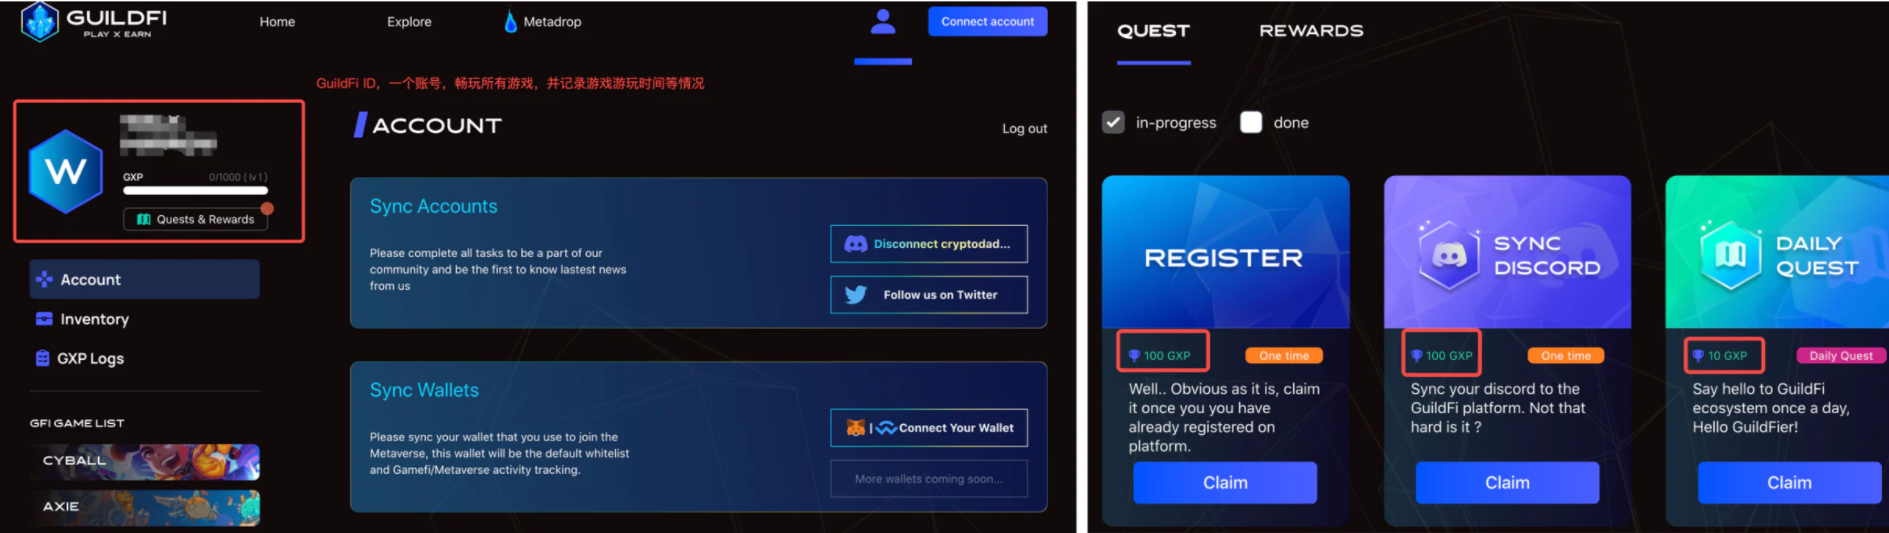 GUILDFI
PLAY X EARN
Home
Explore
Metadrop
Connect account
GuildFi ID，一个账号，畅玩所有游戏，并记录游戏游玩时间等情况
W
GXP
0/1000 ( lv 1 )
Quests & Rewards
Account
Inventory
GXP Logs
GFI GAME LIST
CYBALL
AXIE
ACCOUNT
Log out
Sync Accounts
Please complete all tasks to be a part of our
community and be the first to know lastest news
from us
Disconnect cryptodad...
Follow us on Twitter
Sync Wallets
Please sync your wallet that you use to join the
Metaverse, this wallet will be the default whitelist
and Gamefi/Metaverse activity tracking.
| Connect Your Wallet
More wallets coming soon...
QUEST
REWARDS
in-progress
done
REGISTER
100 GXP
One time
Well.. Obvious as it is, claim
it once you you have
already registered on
platform.
Claim
SYNC
DISCORD
100 GXP
One time
Sync your discord to the
GuildFi platform. Not that
hard is it ?
Claim
DAILY
QUEST
10 GXP
Daily Quest
Say hello to GuildFi
ecosystem once a day,
Hello GuildFier!
Claim